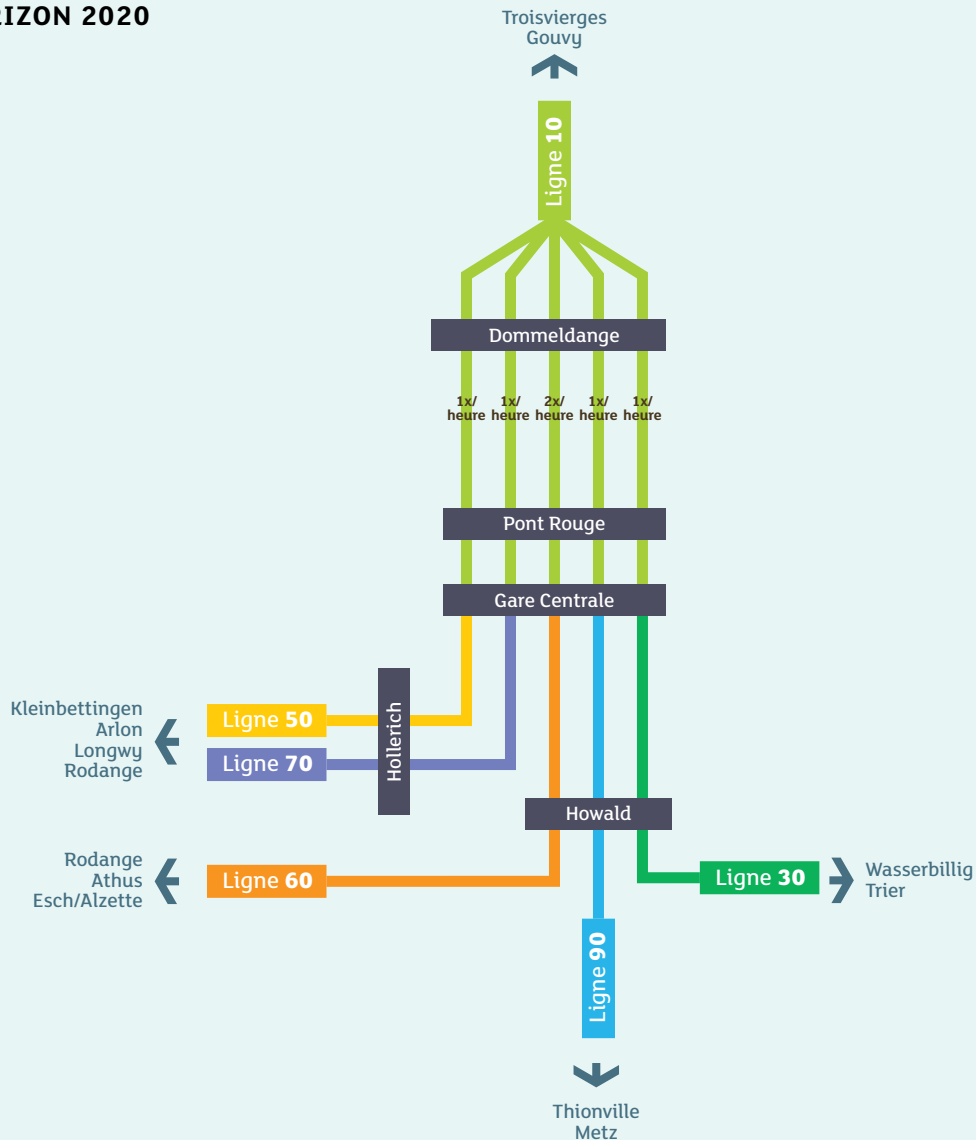 RIZON 2020
Troisvierges
Gouvy
Ligne 10
Dommeldange
1x/ 1x/ 2x/ 1x/ 1x/
heure heure heure heure heure
Pont Rouge
Gare Centrale
Kleinbettingen
Arlon
Longwy
Rodange
Ligne 50
Ligne 70
Hollerich
Howald
Rodange
Athus
Esch/Alzette
Ligne 60
Ligne 30
Wasserbillig
Trier
Ligne 90
Thionville
Metz